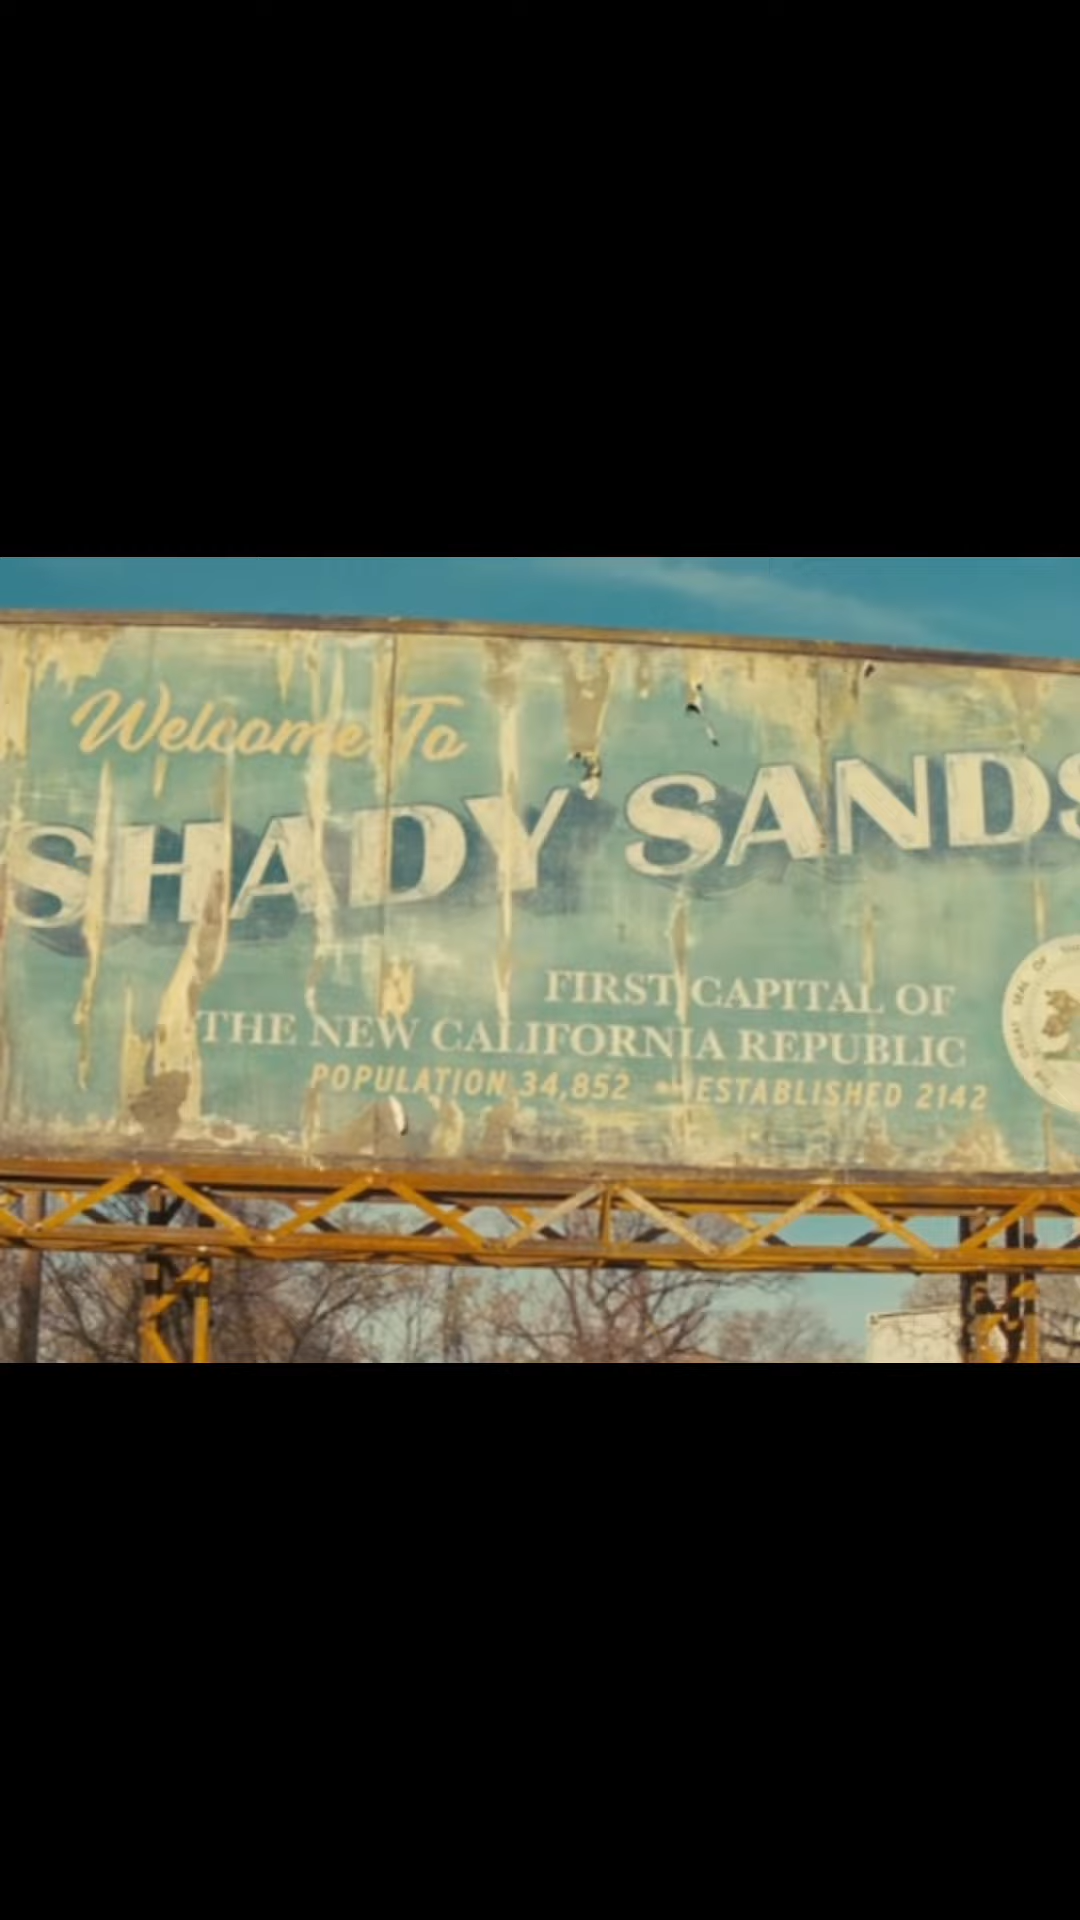 Welcome To
SHADY SANDS
FIRST CAPITAL OF
THE NEW CALIFORNIA REPUBLIC
POPULATION 34,852 ESTABLISHED 2142